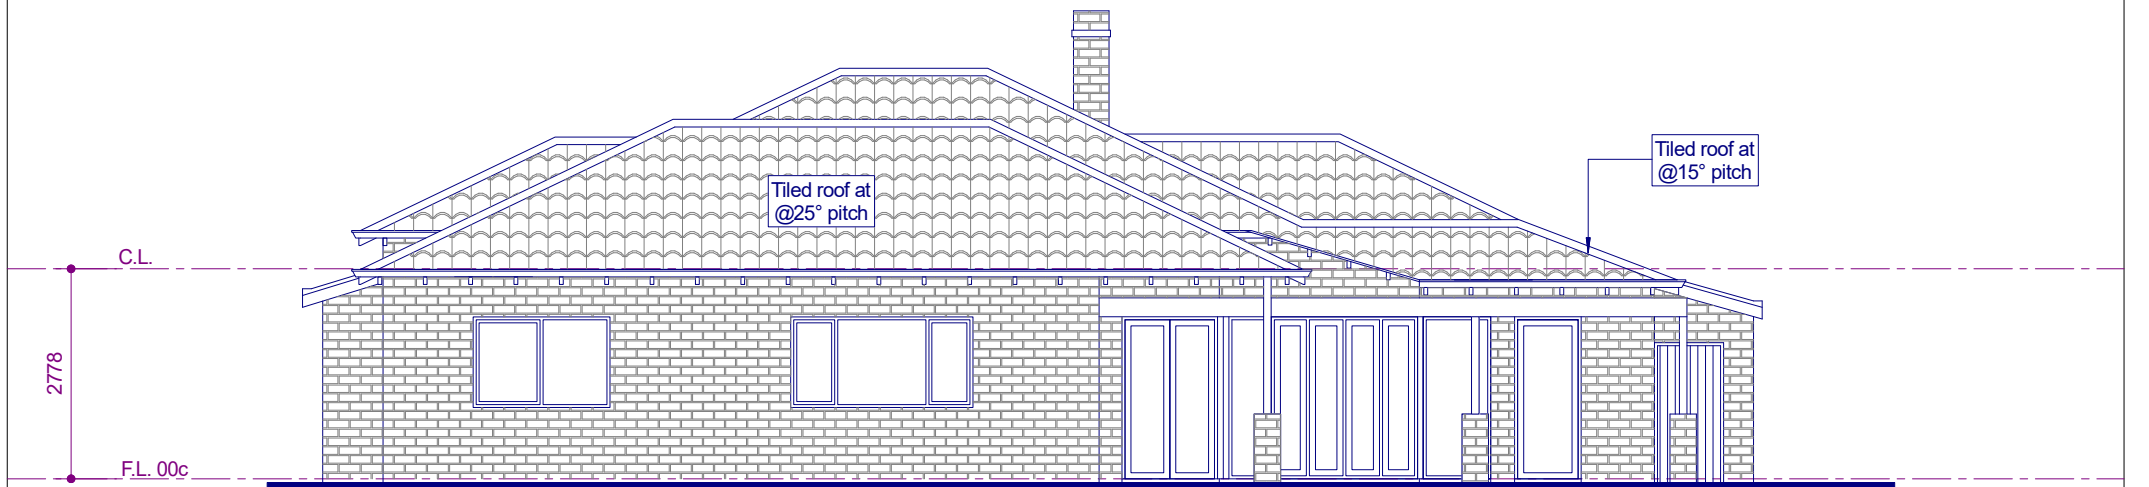 Tiled roof at
@15° pitch
Tiled roof at
@25° pitch
C.L.
2778
F.L. 00c